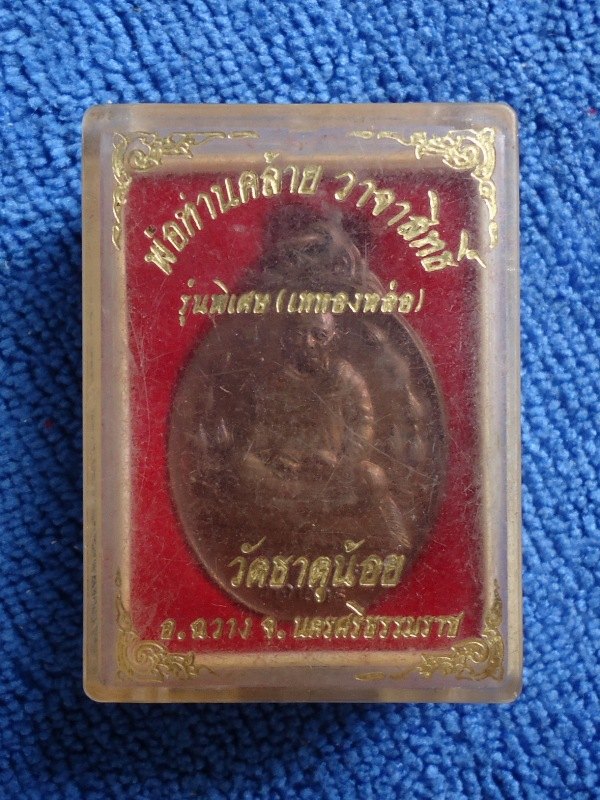 พ่อท่านคล้าย วาจาสิทธิ์
รุ่นพิเศษ (เททองหล่อ)
วัดธาตุน้อย
อ.ฉวาง จ.นครศรีธรรมราช